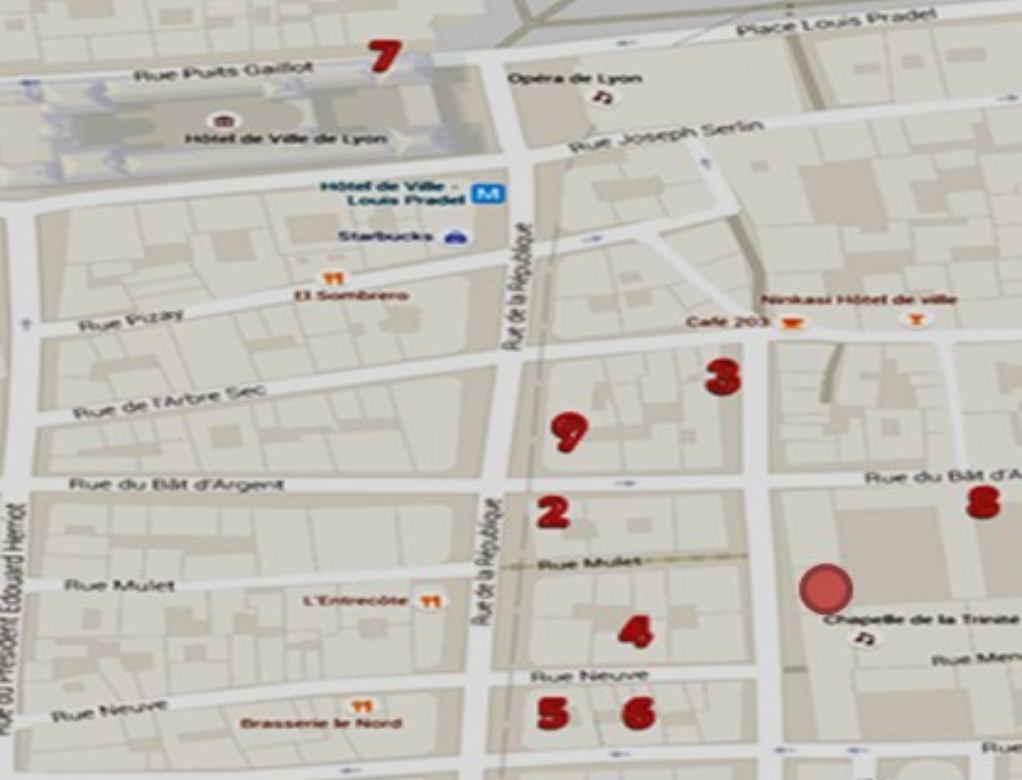 Place Louis Pradel
7
Rue Puits Gaillot
Opéra de Lyon
Hôtel de Ville de Lyon
Rue Joseph Serlin
Hôtel de Ville -
Louis Pradel
M
Starbucks
Rue de la République
El Sombrero
Rue Pizay
Ninkasi Hôtel de ville
Café 203
3
Rue de l'Arbre Sec
9
Rue du Bât d'Argent
Rue du Bât d'A
8
2
Rue de la République
Rue Mulet
Rue Mulet
L'Entrecôte
Chapelle de la Trinité
4
Rue Men
Rue Neuve
Rue du Président Édouard Herriot
Rue Neuve
5
6
Brasserie le Nord
Rue